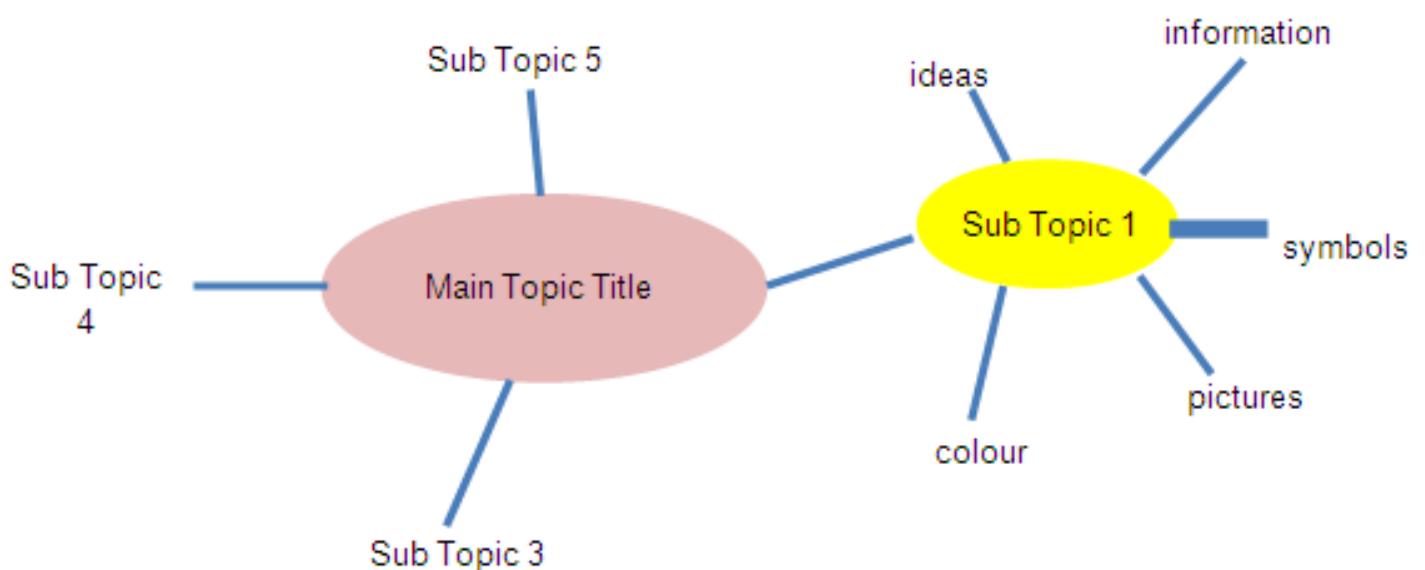 information
Sub Topic 5
ideas
Sub Topic 1
symbols
Sub Topic
4
Main Topic Title
pictures
colour
Sub Topic 3